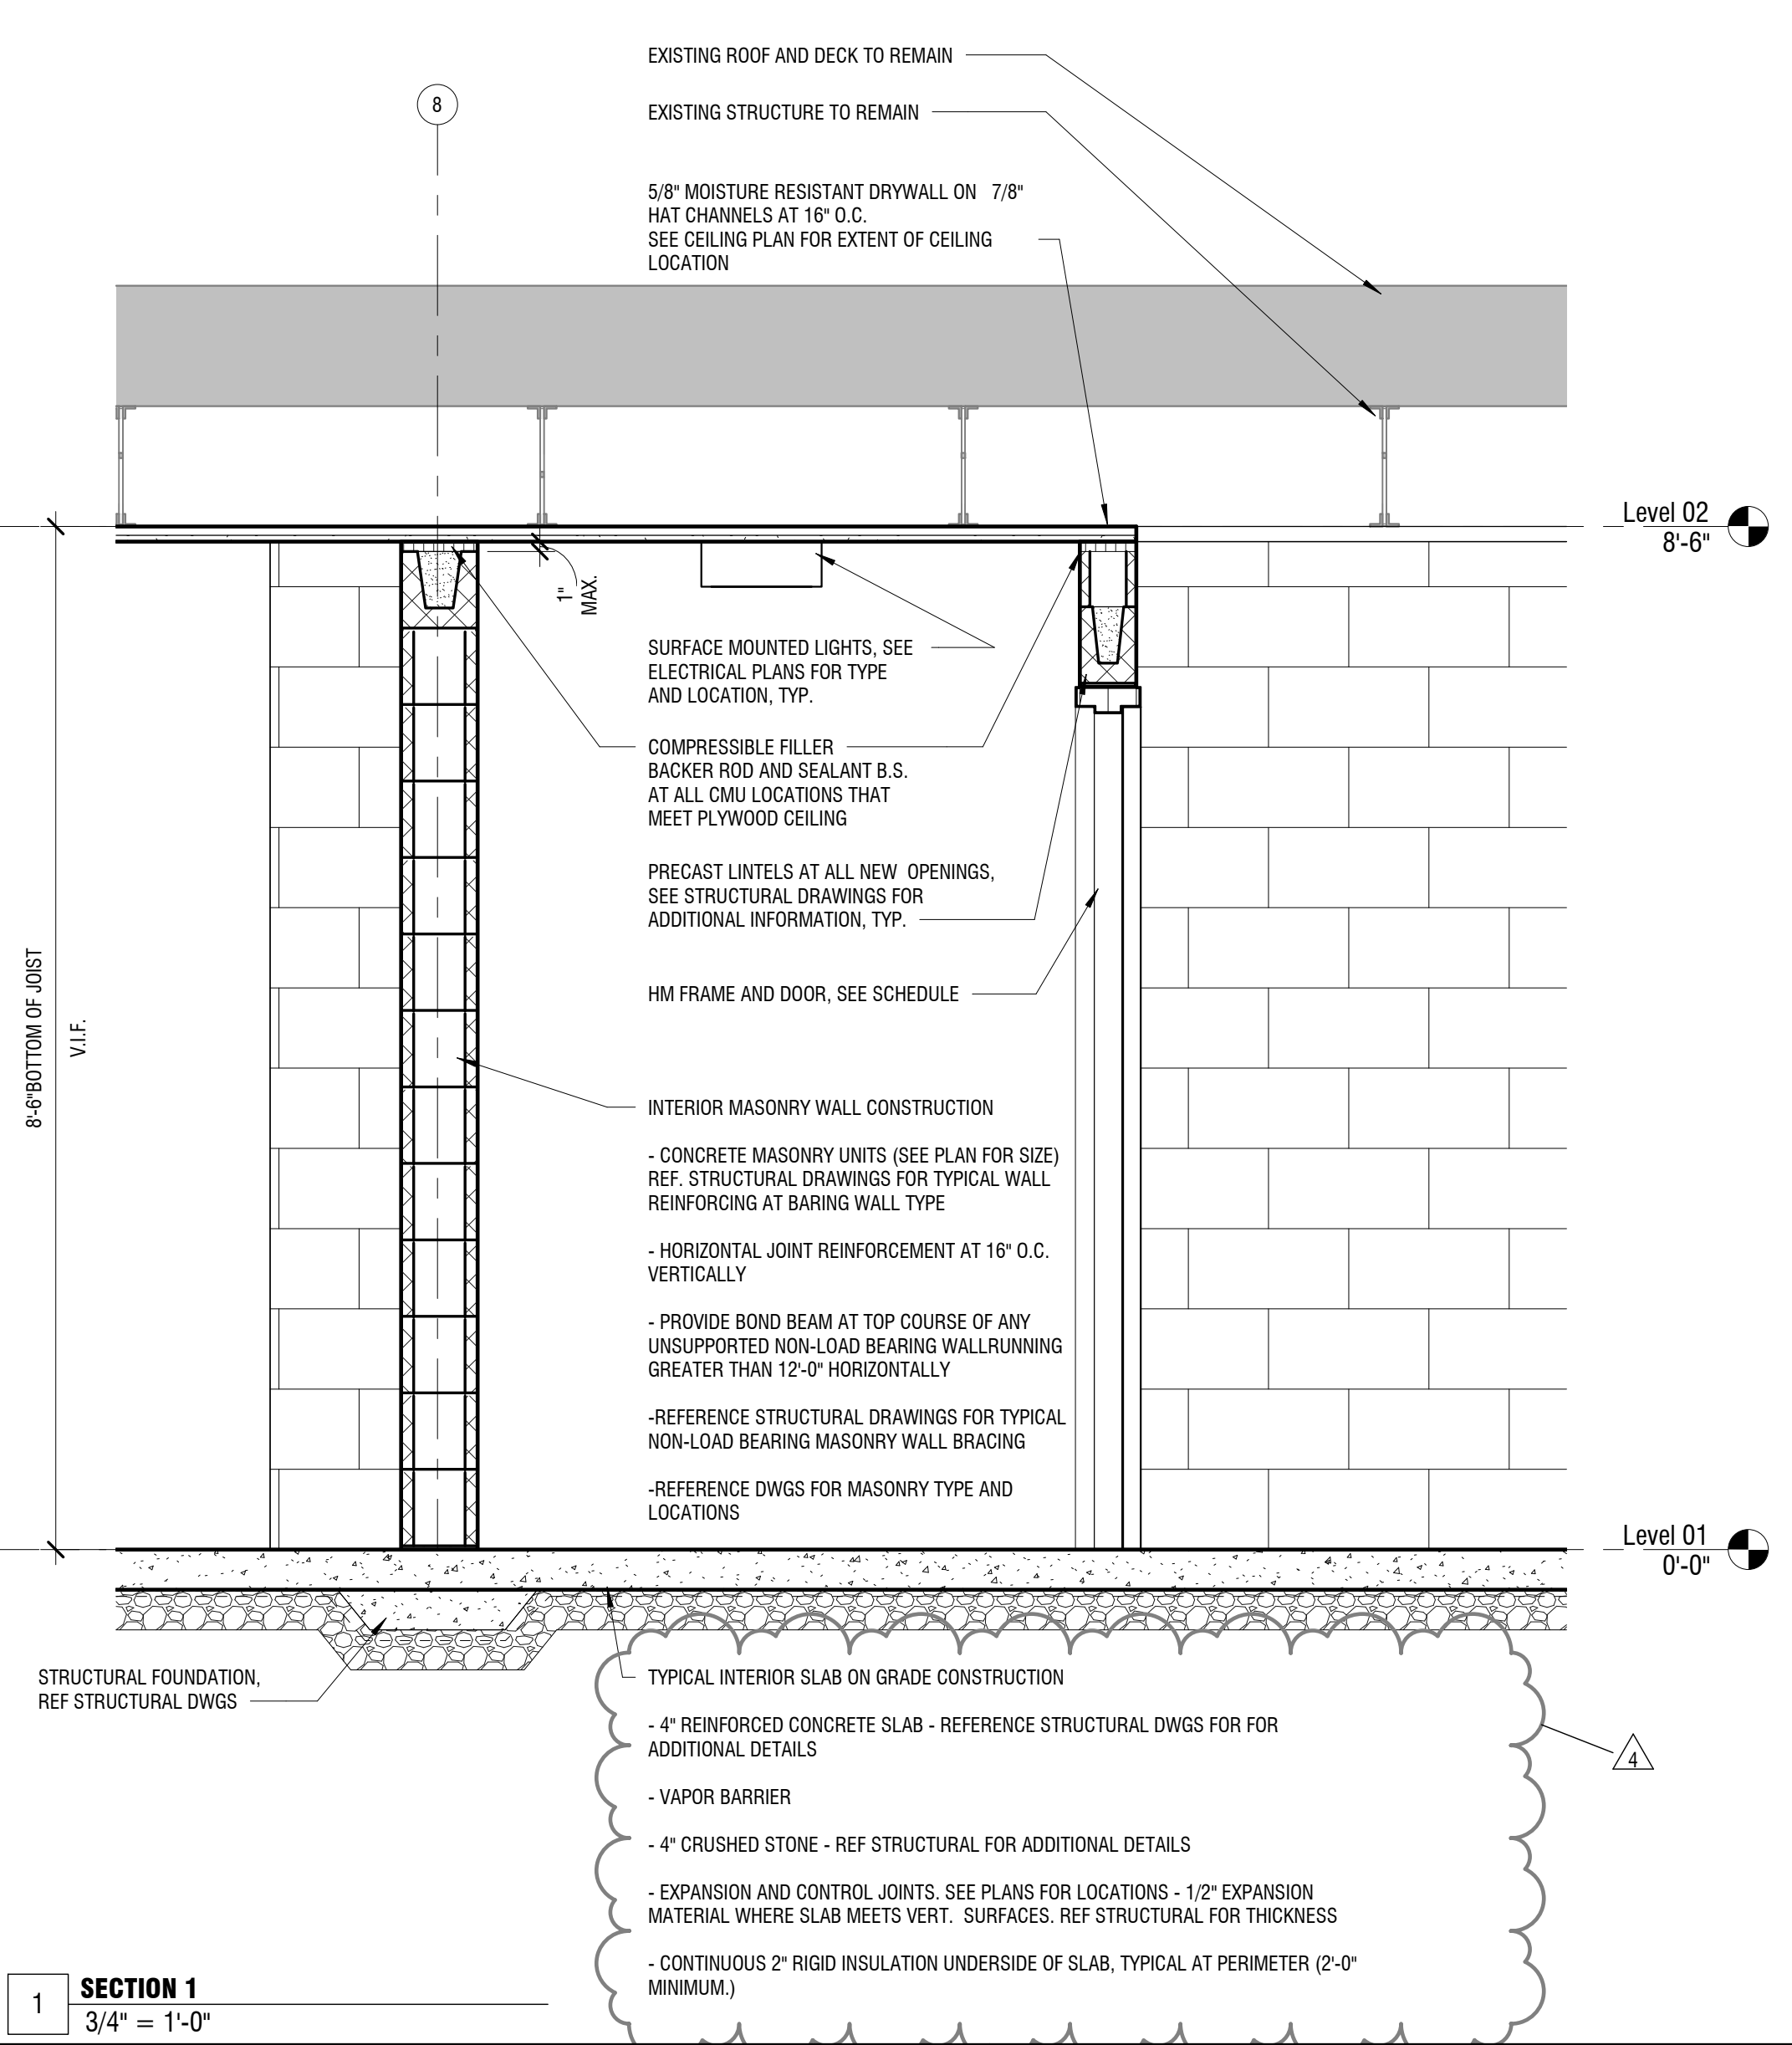 EXISTING ROOF AND DECK TO REMAIN
8
EXISTING STRUCTURE TO REMAIN
5/8" MOISTURE RESISTANT DRYWALL ON 7/8"
HAT CHANNELS AT 16" O.C.
SEE CEILING PLAN FOR EXTENT OF CEILING
LOCATION
Level 02
8'-6"
1"
MAX.
SURFACE MOUNTED LIGHTS, SEE
ELECTRICAL PLANS FOR TYPE
AND LOCATION, TYP.
COMPRESSIBLE FILLER
BACKER ROD AND SEALANT B.S.
AT ALL CMU LOCATIONS THAT
MEET PLYWOOD CEILING
PRECAST LINTELS AT ALL NEW OPENINGS,
SEE STRUCTURAL DRAWINGS FOR
ADDITIONAL INFORMATION, TYP.
HM FRAME AND DOOR, SEE SCHEDULE
8'-6"BOTTOM OF JOIST
V.I.F.
INTERIOR MASONRY WALL CONSTRUCTION
- CONCRETE MASONRY UNITS (SEE PLAN FOR SIZE)
REF. STRUCTURAL DRAWINGS FOR TYPICAL WALL
REINFORCING AT BARING WALL TYPE
- HORIZONTAL JOINT REINFORCEMENT AT 16" O.C.
VERTICALLY
- PROVIDE BOND BEAM AT TOP COURSE OF ANY
UNSUPPORTED NON-LOAD BEARING WALLRUNNING
GREATER THAN 12'-0" HORIZONTALLY
-REFERENCE STRUCTURAL DRAWINGS FOR TYPICAL
NON-LOAD BEARING MASONRY WALL BRACING
-REFERENCE DWGS FOR MASONRY TYPE AND
LOCATIONS
Level 01
0'-0"
STRUCTURAL FOUNDATION,
REF STRUCTURAL DWGS
TYPICAL INTERIOR SLAB ON GRADE CONSTRUCTION
- 4" REINFORCED CONCRETE SLAB - REFERENCE STRUCTURAL DWGS FOR FOR
ADDITIONAL DETAILS
4
- VAPOR BARRIER
- 4" CRUSHED STONE - REF STRUCTURAL FOR ADDITIONAL DETAILS
- EXPANSION AND CONTROL JOINTS. SEE PLANS FOR LOCATIONS - 1/2" EXPANSION
MATERIAL WHERE SLAB MEETS VERT. SURFACES. REF STRUCTURAL FOR THICKNESS
- CONTINUOUS 2" RIGID INSULATION UNDERSIDE OF SLAB, TYPICAL AT PERIMETER (2'-0"
MINIMUM.)
1
SECTION 1
3/4" = 1'-0"